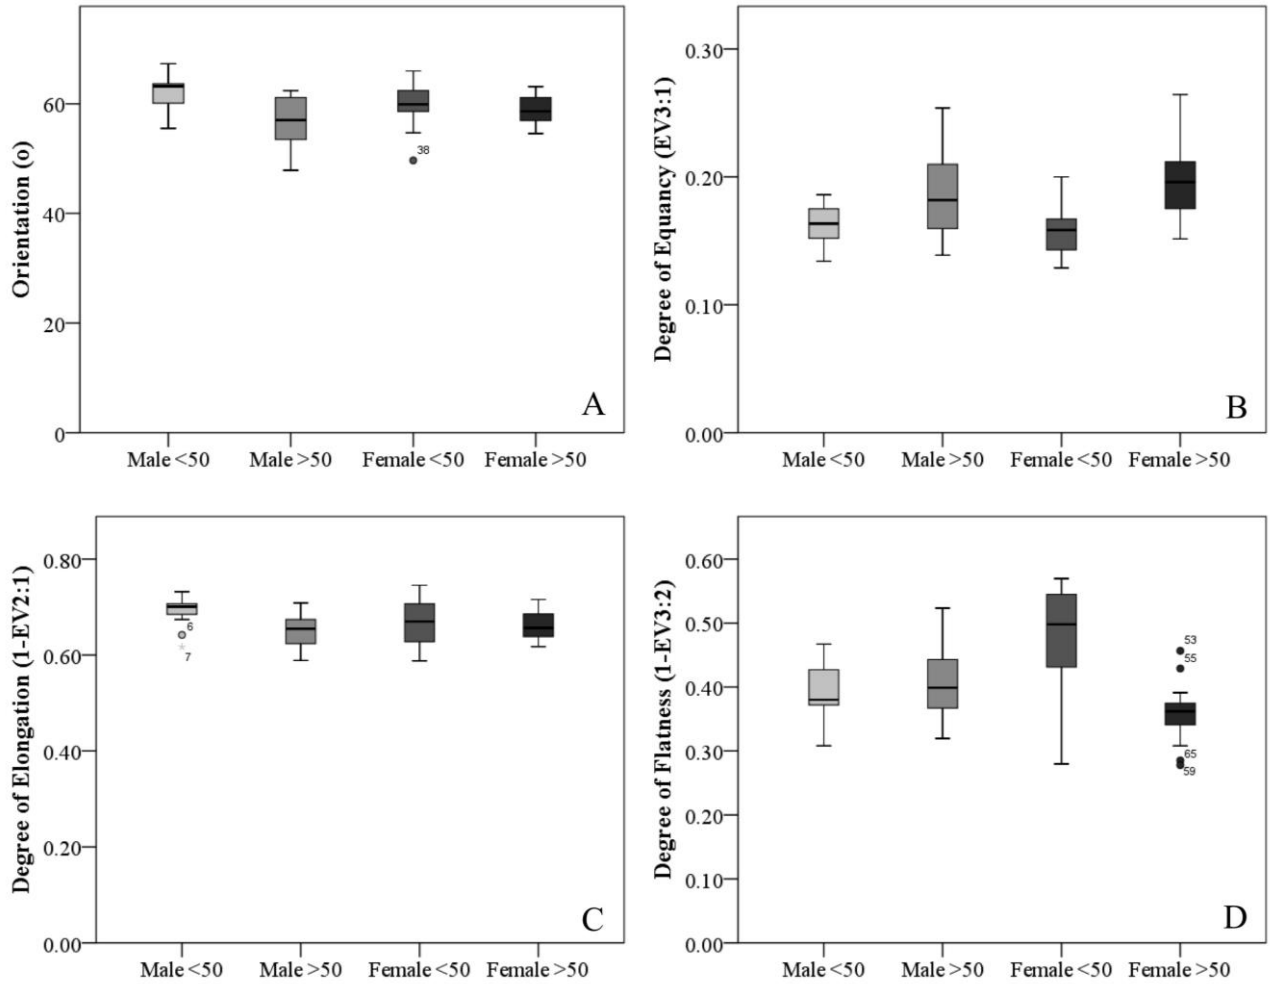 Orientation (o)
60
40
20
0
38
A
Male <50
Male >50
Female <50
Female >50
Degree of Equancy (EV3:1)
0.30
0.20
0.10
0.00
B
Male <50
Male >50
Female <50
Female >50
Degree of Elongation (1-EV2:1)
0.80
0.60
0.40
0.20
0.00
6
7
C
Male <50
Male >50
Female <50
Female >50
Degree of Flatness (1-EV3:2)
0.60
0.50
0.40
0.30
0.20
0.10
0.00
53
55
65
59
D
Male <50
Male >50
Female <50
Female >50